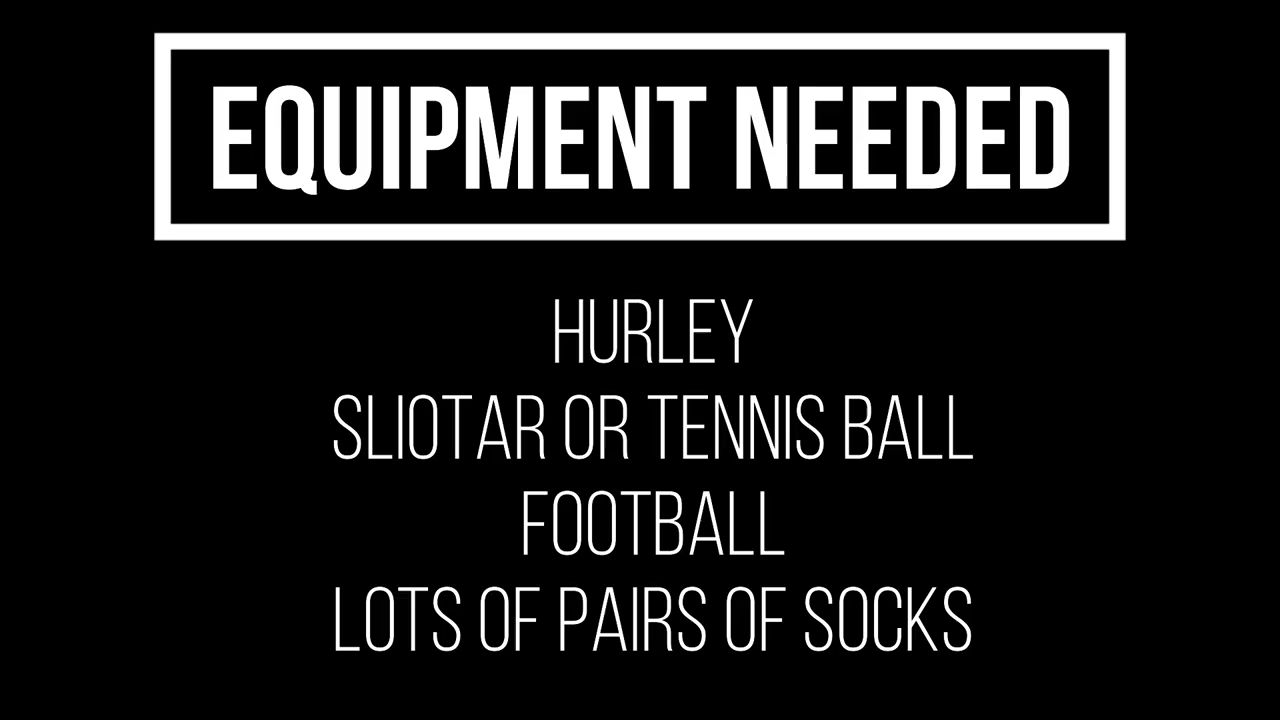 EQUIPMENT NEEDED
HURLEY
SLIOTAR OR TENNIS BALL
FOOTBALL
LOTS OF PAIRS OF SOCKS